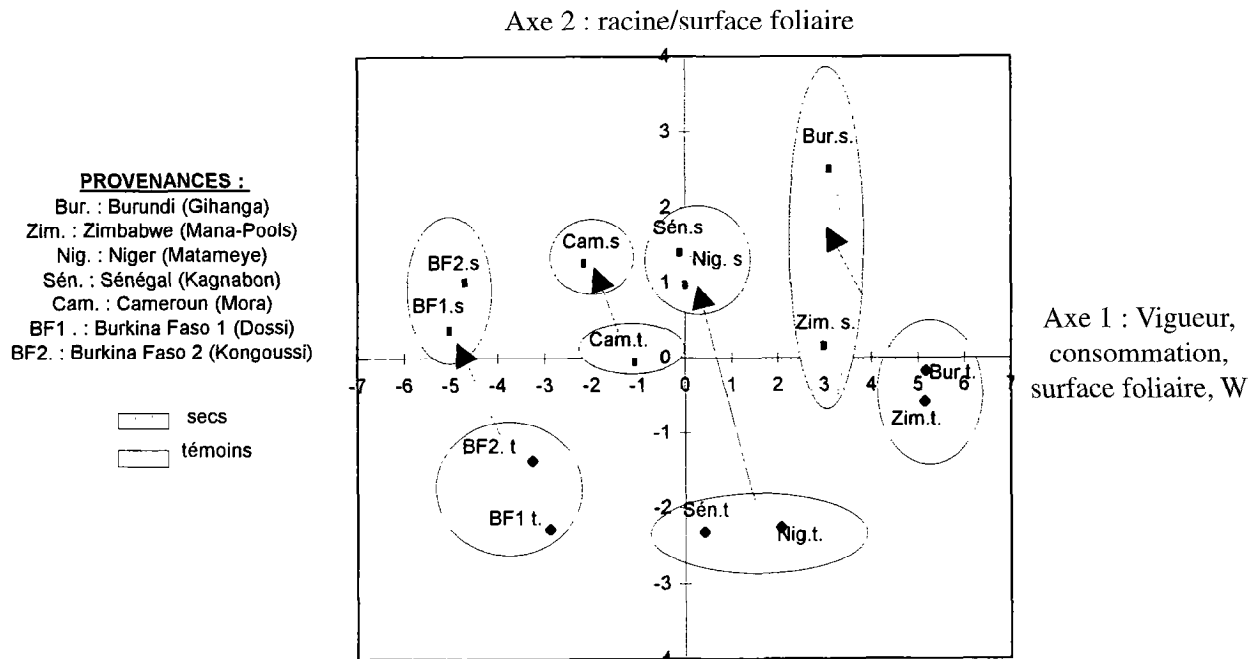 Axe 2 : racine/surface foliaire
4
3
2
1
0
-1
-2
-3
-4
-7 -6 -5 -4 -3 -2 -1 0 1 2 3 4 5 6 7
PROVENANCES :
Bur. : Burundi (Gihanga)
Zim. : Zimbabwe (Mana-Pools)
Nig. : Niger (Matameye)
Sén. : Sénégal (Kagnabon)
Cam. : Cameroun (Mora)
BF1 . : Burkina Faso 1 (Dossi)
BF2. : Burkina Faso 2 (Kongoussi)
secs
témoins
Bur.s.
Sén.s
Cam.s
Nig. s
BF2.s
BF1.s
Zim. s.
Cam.t.
Bur.t.
Zim.t.
BF2. t
BF1 t.
Sén.t
Nig.t.
Axe 1 : Vigueur,
consommation,
surface foliaire, W